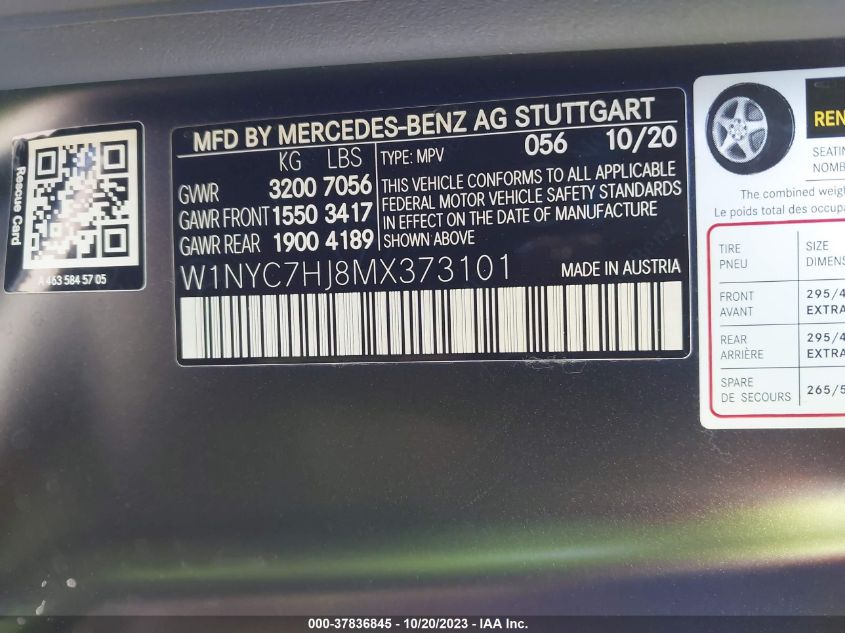 Rescue Card
A 463 584 57 05
MFD BY MERCEDES-BENZ AG STUTTGART
056 10/20
KG LBS
GVWR 3200 7056
GAWR FRONT 1550 3417
GAWR REAR 1900 4189
TYPE: MPV
THIS VEHICLE CONFORMS TO ALL APPLICABLE
FEDERAL MOTOR VEHICLE SAFETY STANDARDS
IN EFFECT ON THE DATE OF MANUFACTURE
SHOWN ABOVE
W1NYC7HJ8MX373101
MADE IN AUSTRIA
SEATING
NOMB
The combined weigh
Le poids total des occupa
TIRE SIZE
PNEU DIMENS
FRONT 295/4
AVANT EXTRA
REAR 295/4
ARRIÈRE EXTRA
SPARE 265/5
DE SECOURS
000-37836845 - 10/20/2023 - IAA Inc.